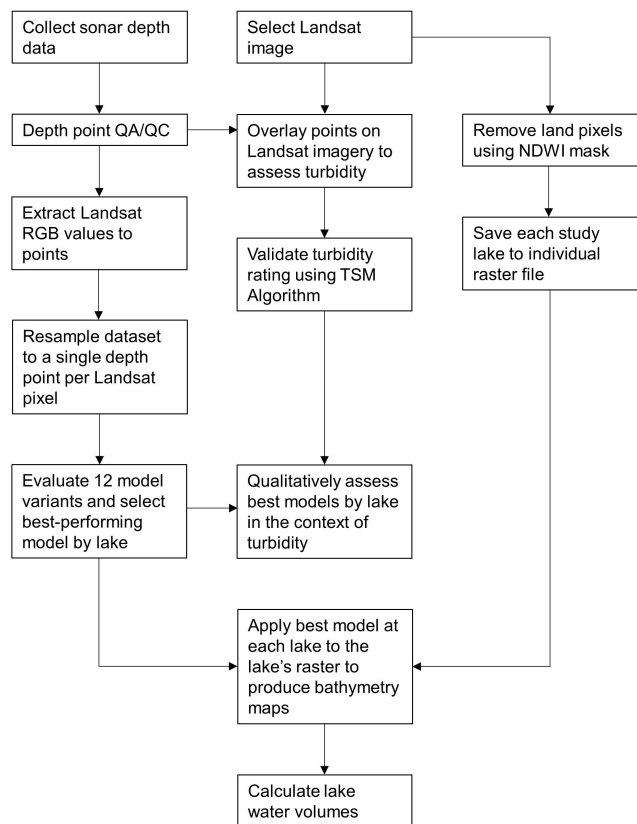 Collect sonar depth
data
Select Landsat
image
Depth point QA/QC
Overlay points on
Landsat imagery to
assess turbidity
Remove land pixels
using NDWI mask
Extract Landsat
RGB values to
points
Validate turbidity
rating using TSM
Algorithm
Save each study
lake to individual
raster file
Resample dataset
to a single depth
point per Landsat
pixel
Evaluate 12 model
variants and select
best-performing
model by lake
Qualitatively assess
best models by lake
in the context of
turbidity
Apply best model at
each lake to the
lake's raster to
produce bathymetry
maps
Calculate lake
water volumes